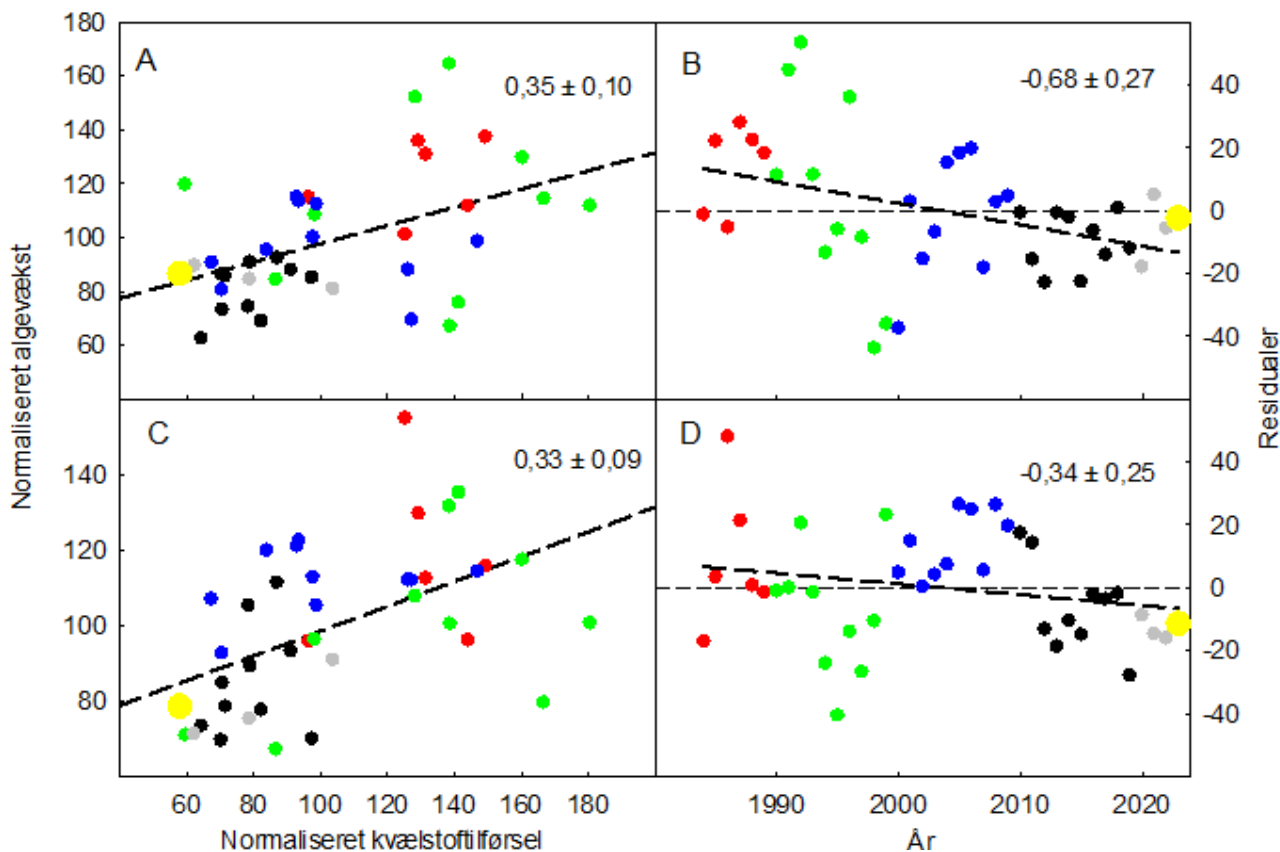 Normaliseret algevækst
180
160
140
120
100
80
60
A
0,35 ± 0,10
B
-0,68 ± 0,27
40
20
0
-20
-40
Residualer
140
120
100
80
C
0,33 ± 0,09
D
-0,34 ± 0,25
40
20
0
-20
-40
60 80 100 120 140 160 180
1990 2000 2010 2020
Normaliseret kvælstoftilførsel
År